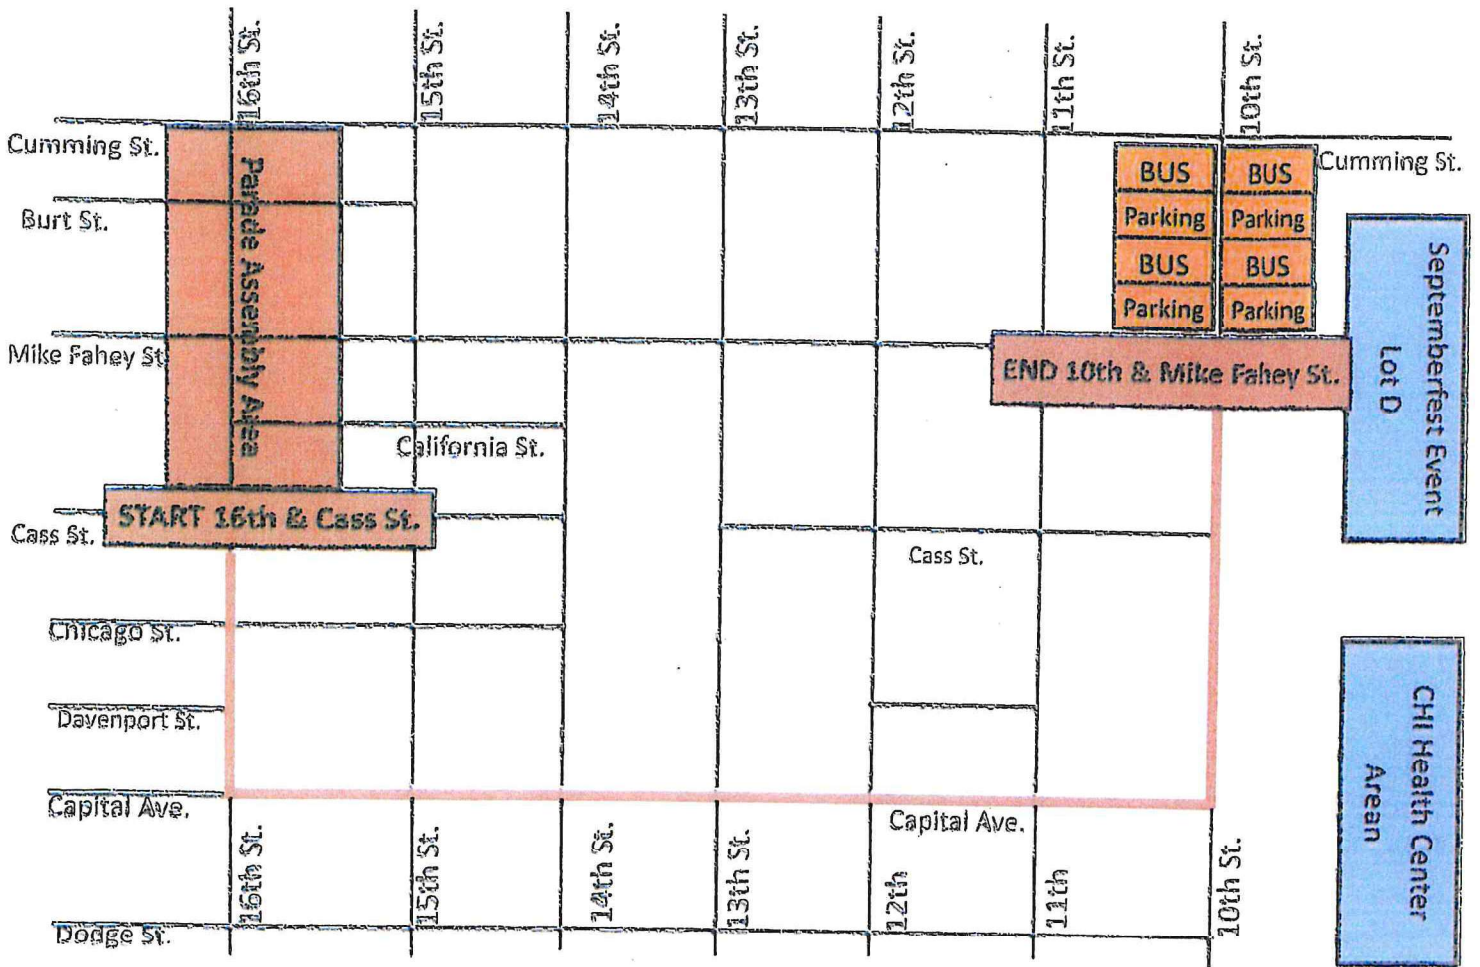 16th St.
15th St.
14th St.
13th St.
12th St.
11th St.
10th St.
Cumming St.
Cumming St.
Burt St.
Mike Fahey St
California St.
Cass St.
Cass St.
Chicago St.
Davenport St.
Capital Ave.
Capital Ave.
Dodge St.
Parade Assembly Area
START 16th & Cass St.
BUS
BUS
Parking
Parking
BUS
BUS
Parking
Parking
END 10th & Mike Fahey St.
Septemberfest Event
Lot D
CHI Health Center
Arean
16th St.
15th St.
14th St.
13th St.
12th
11th
10th St.